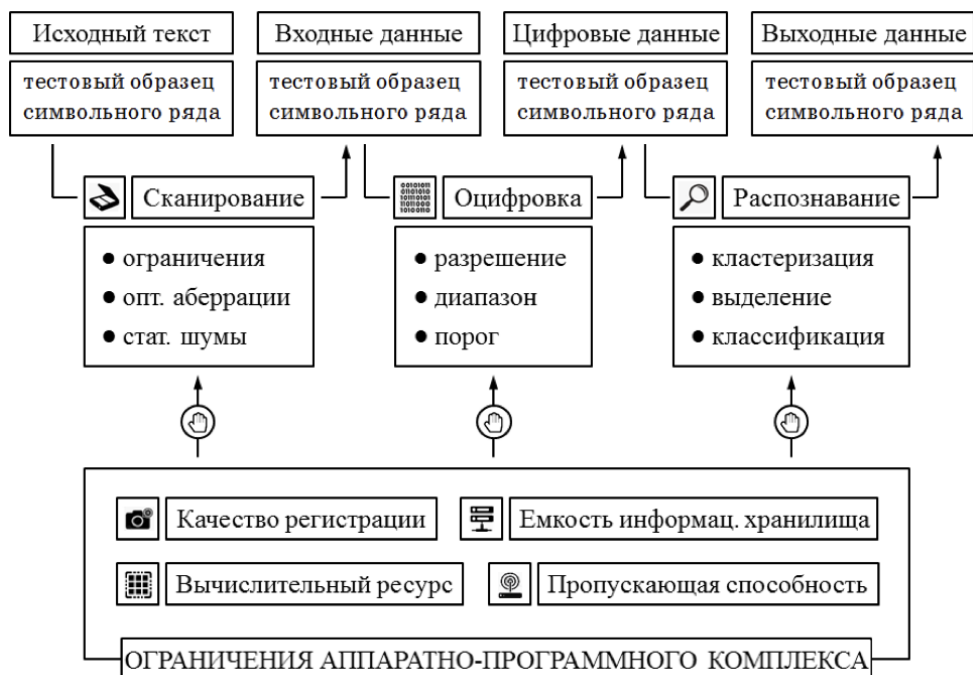 Исходный текст
Входные данные
Цифровые данные
Выходные данные
тестовый образец
символьного ряда
тестовый образец
символьного ряда
тестовый образец
символьного ряда
тестовый образец
символьного ряда
Сканирование
Оцифровка
Распознавание
● ограничения
● опт. аберрации
● стат. шумы
● разрешение
● диапазон
● порог
● кластеризация
● выделение
● классификация
Качество регистрации
Емкость информац. хранилища
Вычислительный ресурс
Пропускающая способность
ОГРАНИЧЕНИЯ АППАРАТНО-ПРОГРАММНОГО КОМПЛЕКСА